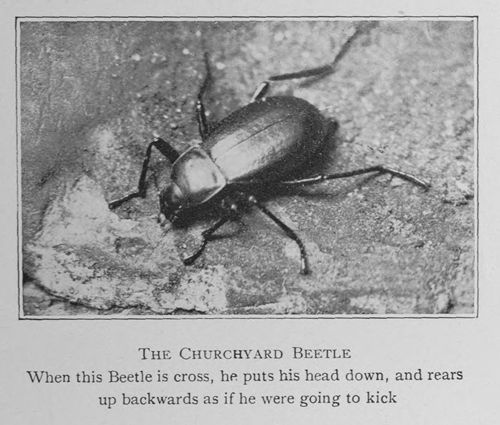 The Churchyard Beetle
When this Beetle is cross, he puts his head down, and rears
up backwards as if he were going to kick